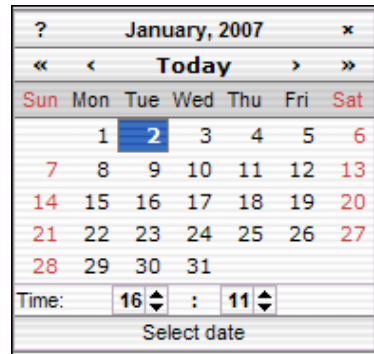 ? January, 2007 ×
« ‹ Today › »
Sun Mon Tue Wed Thu Fri Sat
1 2 3 4 5 6
7 8 9 10 11 12 13
14 15 16 17 18 19 20
21 22 23 24 25 26 27
28 29 30 31
Time: 16 : 11
Select date